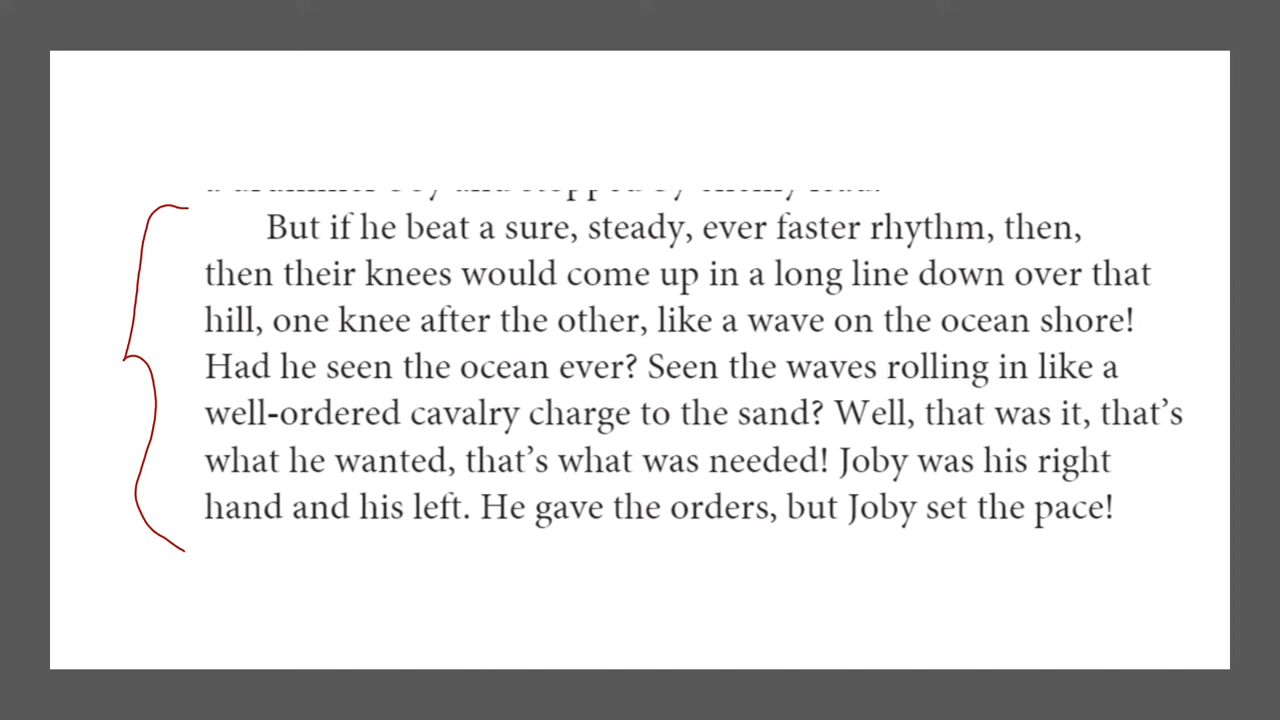 But if he beat a sure, steady, ever faster rhythm, then,
then their knees would come up in a long line down over that
hill, one knee after the other, like a wave on the ocean shore!
Had he seen the ocean ever? Seen the waves rolling in like a
well-ordered cavalry charge to the sand? Well, that was it, that’s
what he wanted, that’s what was needed! Joby was his right
hand and his left. He gave the orders, but Joby set the pace!